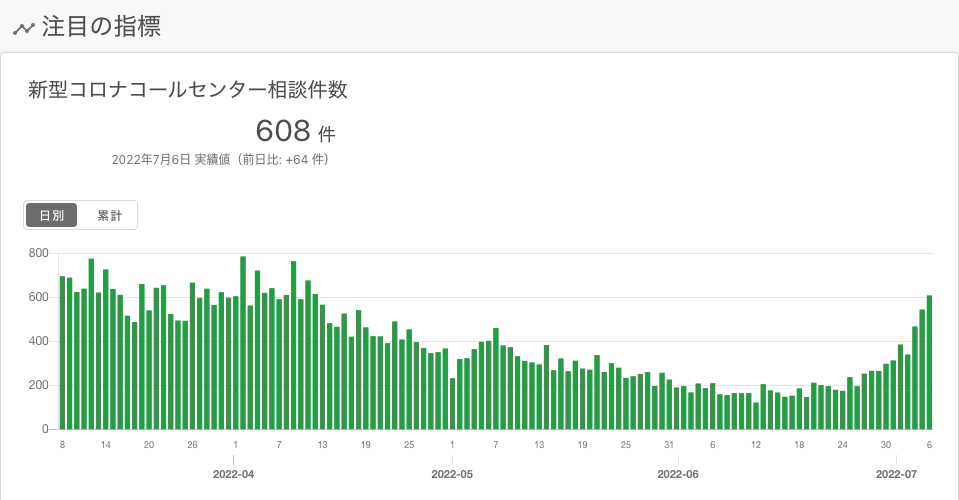 注目の指標
新型コロナコールセンター相談件数
608 件
2022年7月6日 実績値（前日比: +64 件）
日別 累計
800
600
400
200
0
8 14 20 26 1 7 13 19 25 1 7 13 19 25 31 6 12 18 24 30 6
2022-04 2022-05 2022-06 2022-07